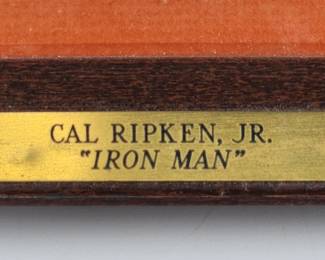 CAL RIPKEN, JR.
"IRON MAN"